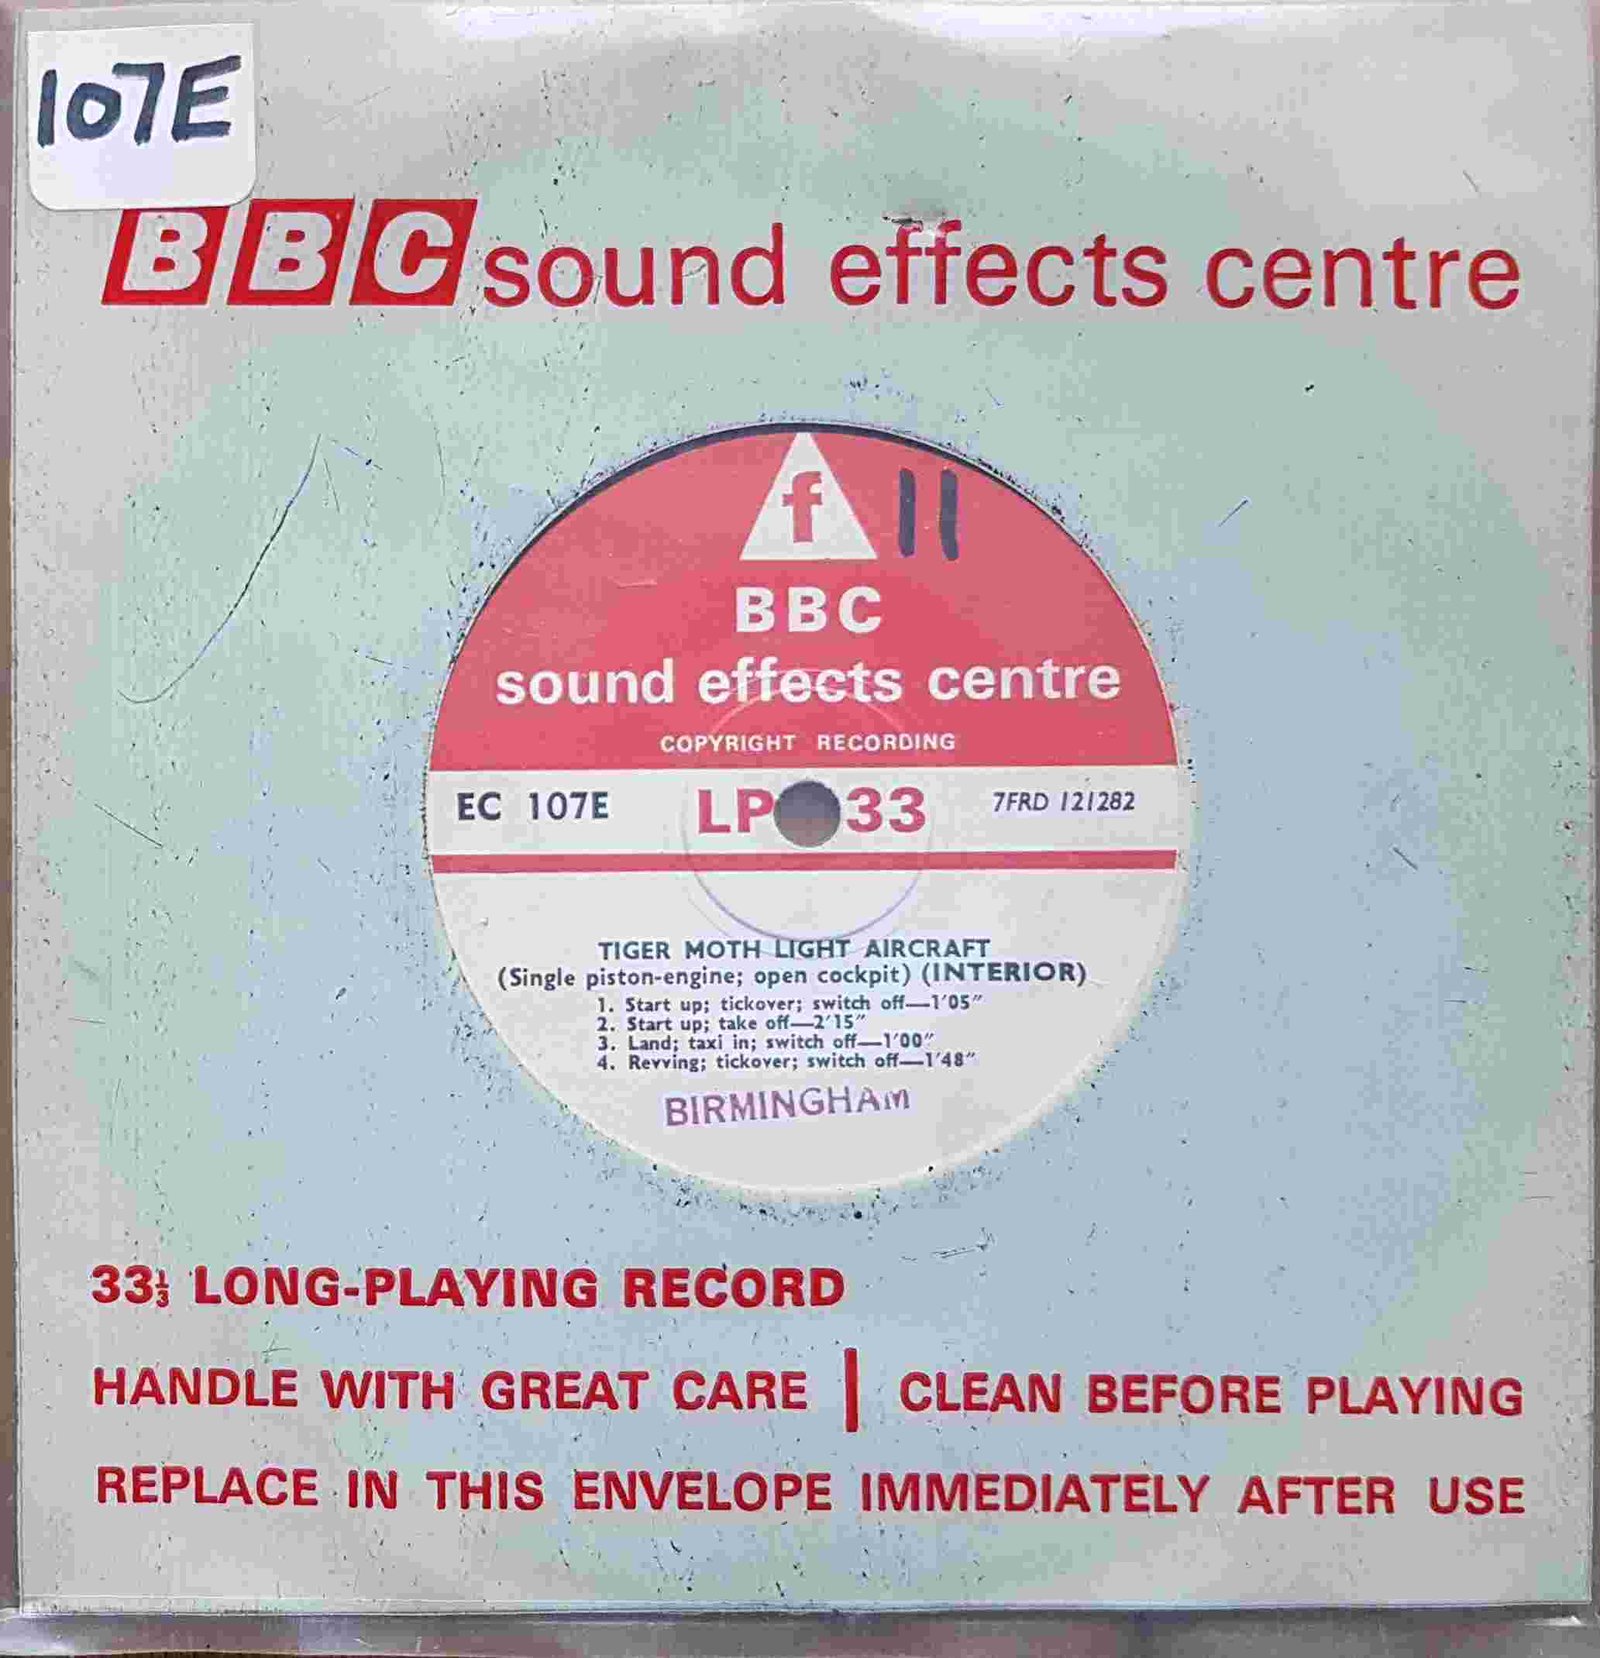 107E
BBC sound effects centre
f 11
BBC
sound effects centre
COPYRIGHT RECORDING
EC 107E LP 33 7FRD 121282
TIGER MOTH LIGHT AIRCRAFT
(Single piston-engine; open cockpit) (INTERIOR)
1. Start up; tickover; switch off—1′05″
2. Start up; take off—2′15″
3. Land; taxi in; switch off—1′00″
4. Revving; tickover; switch off—1′48″
BIRMINGHAM
33⅓ LONG-PLAYING RECORD
HANDLE WITH GREAT CARE | CLEAN BEFORE PLAYING
REPLACE IN THIS ENVELOPE IMMEDIATELY AFTER USE